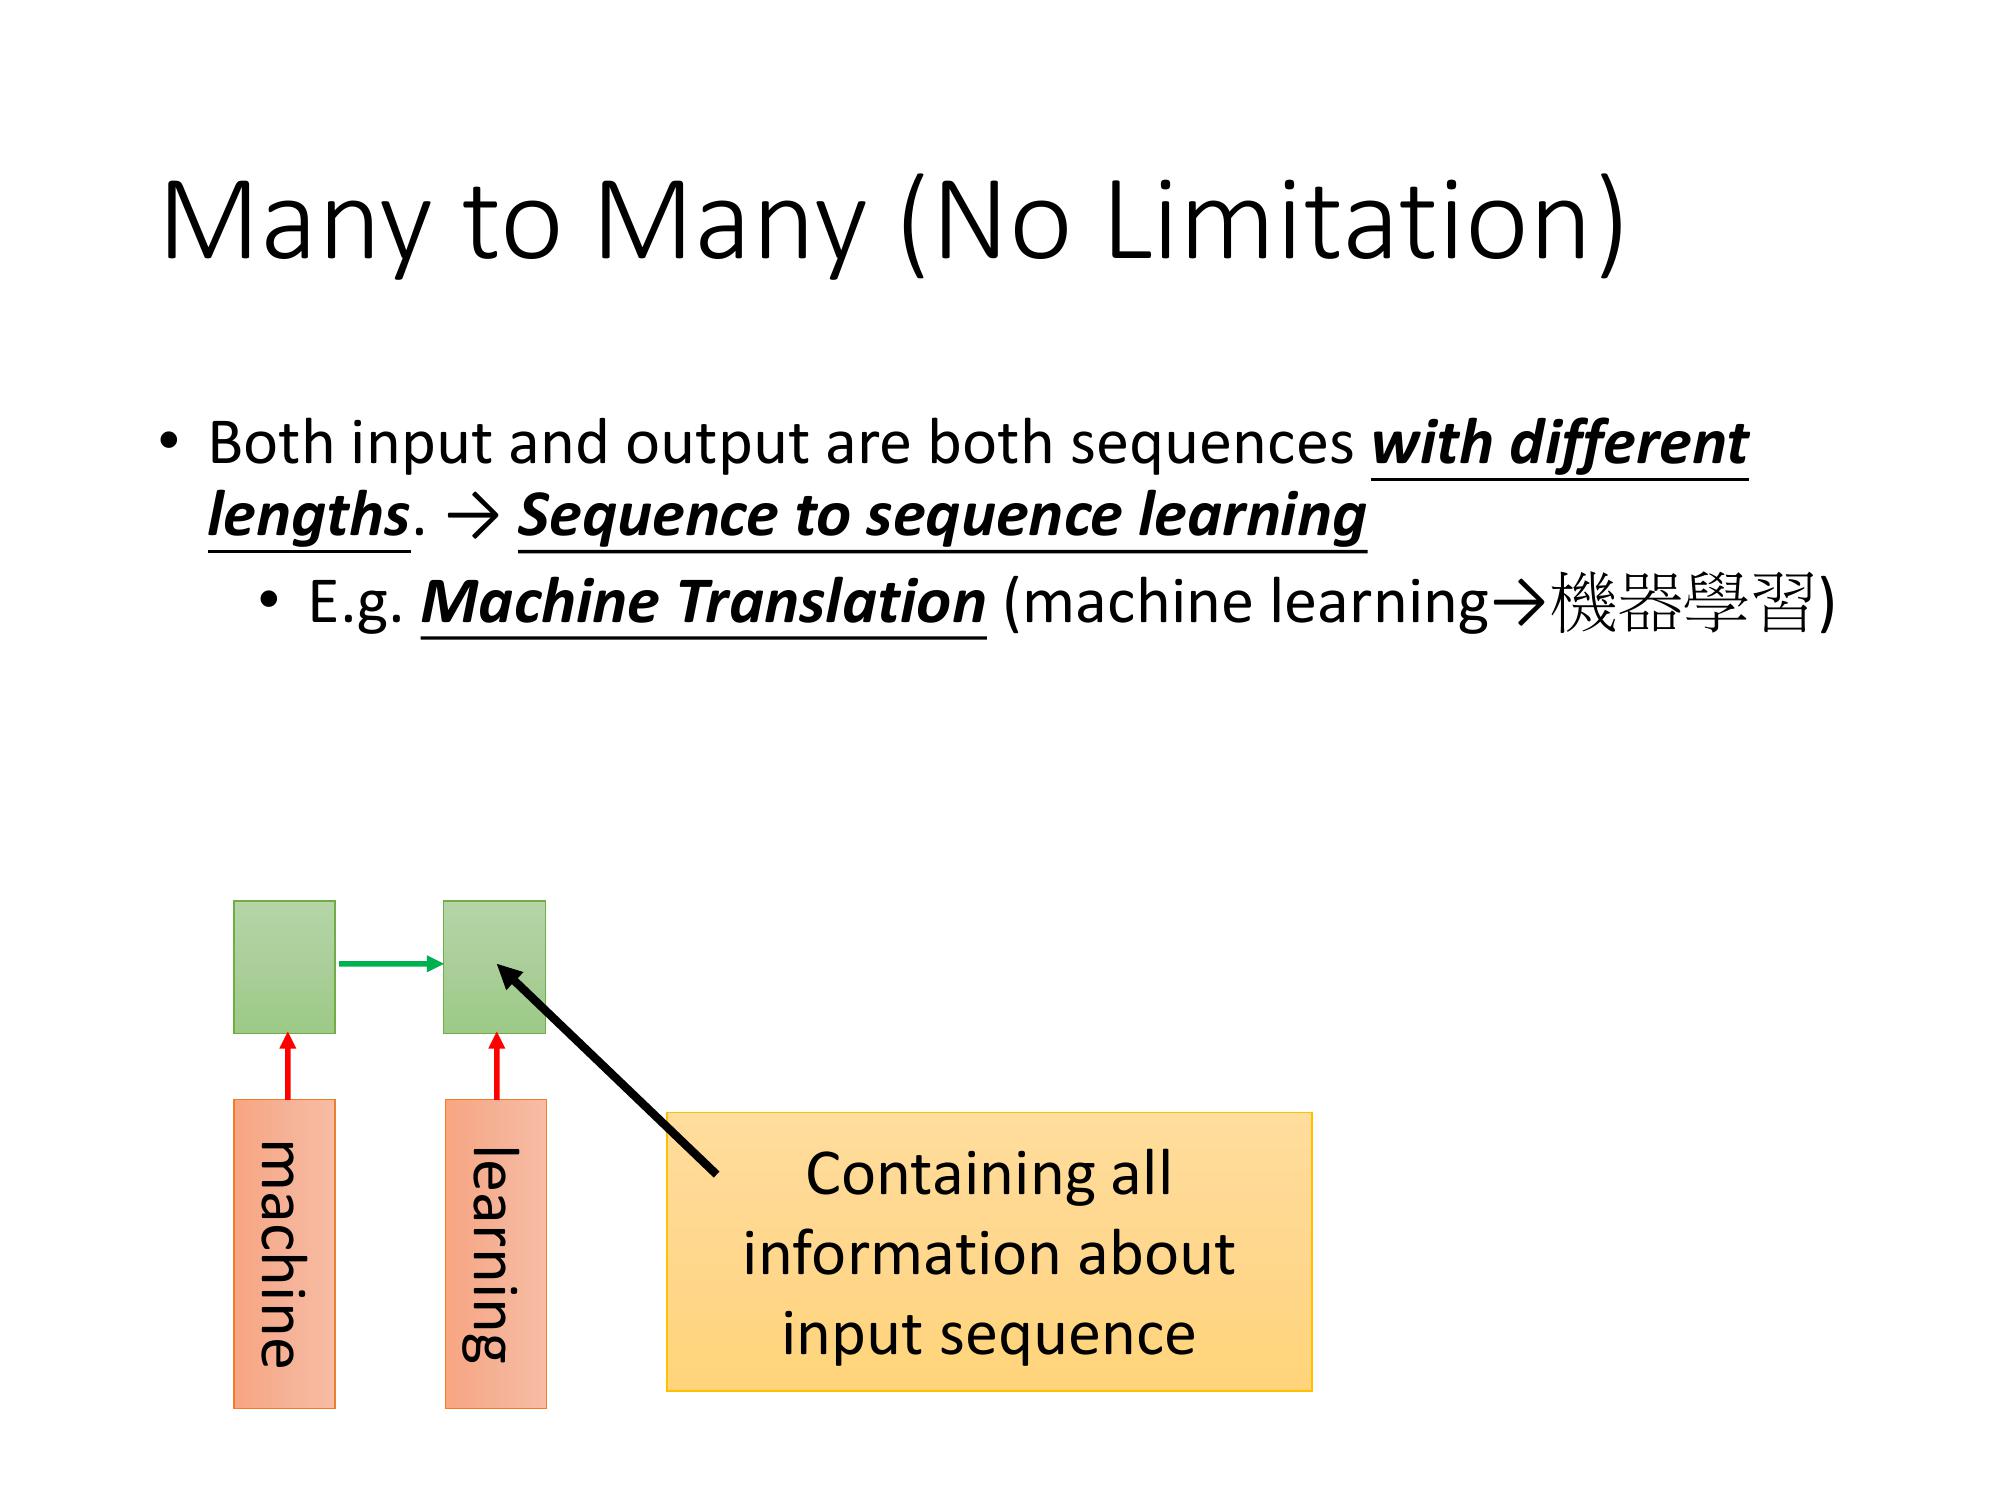 Many to Many (No Limitation)
• Both input and output are both sequences with different
lengths. → Sequence to sequence learning
• E.g. Machine Translation (machine learning→機器學習)
machine
learning
Containing all
information about
input sequence